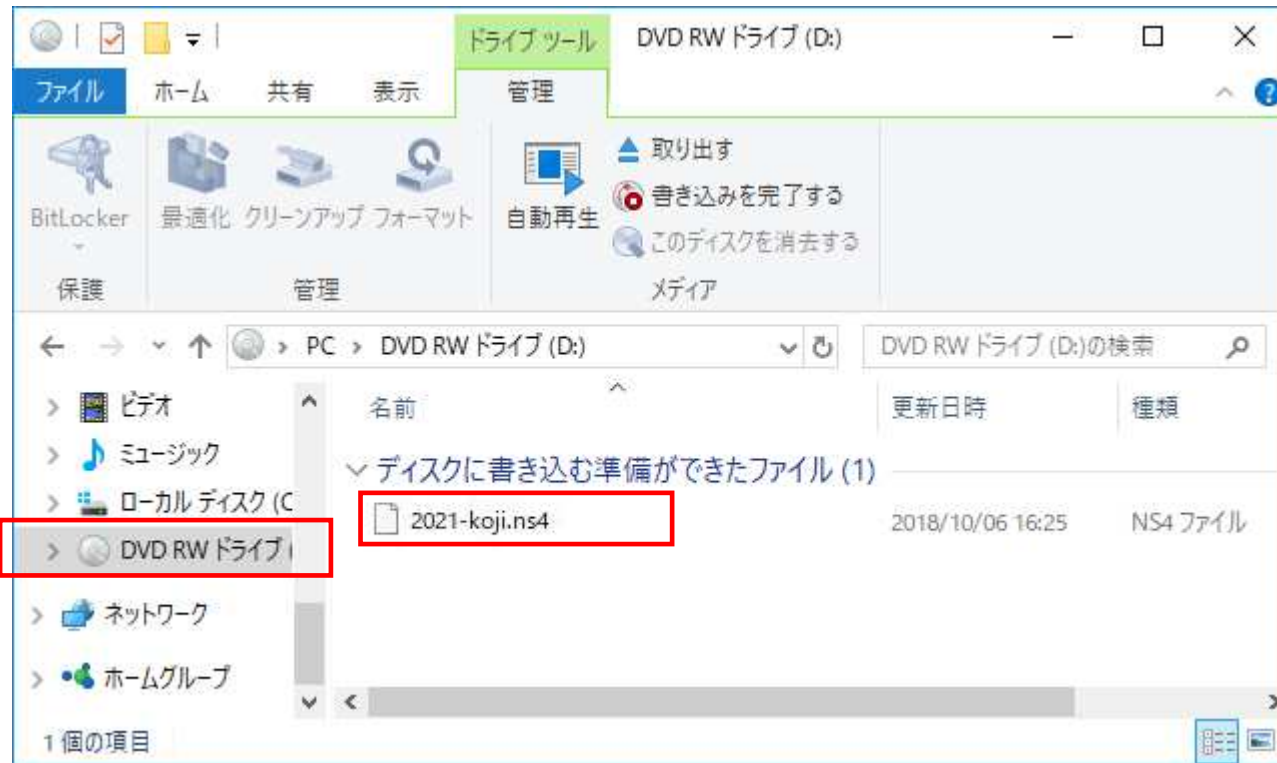 ドライブ ツール DVD RW ドライブ (D:)
ファイル ホーム 共有 表示 管理
取り出す
書き込みを完了する
BitLocker 最適化 クリーンアップ フォーマット 自動再生
このディスクを消去する
保護 管理 メディア
PC DVD RW ドライブ (D:) DVD RW ドライブ (D:)の検索
ビデオ 名前 更新日時 種類
ミュージック
ディスクに書き込む準備ができたファイル (1)
ローカル ディスク (C
2021-koji.ns4 2018/10/06 16:25 NS4 ファイル
DVD RW ドライブ (
ネットワーク
ホームグループ
1 個の項目